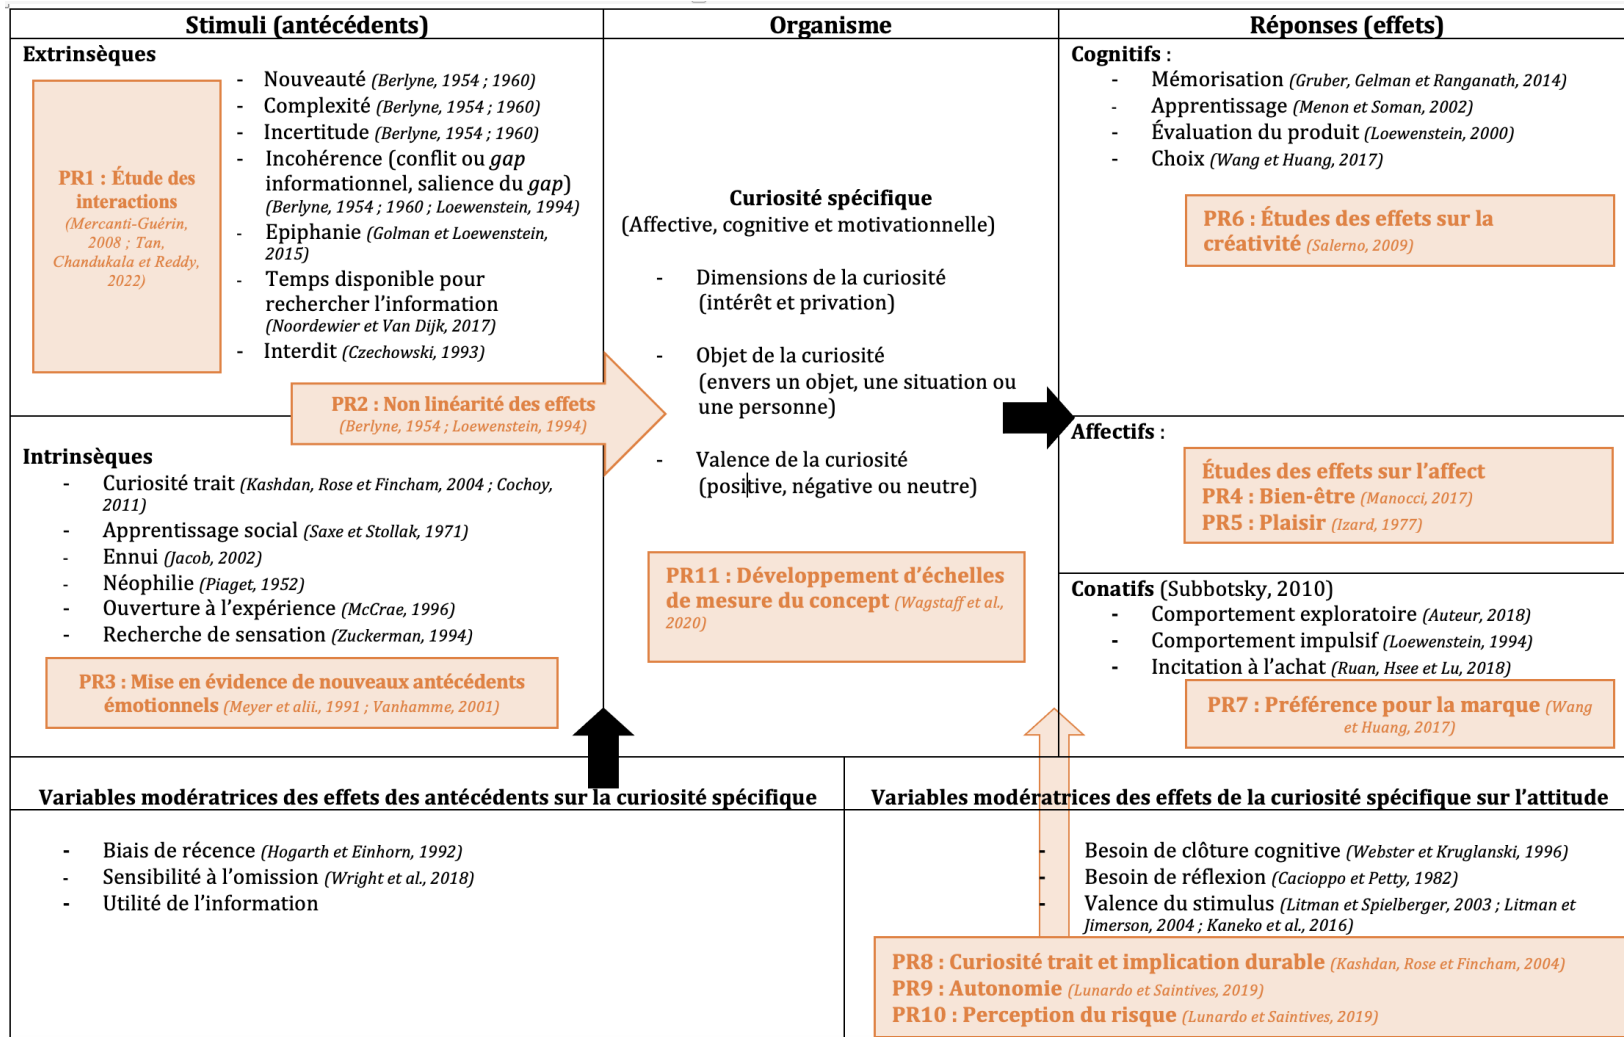 Stimuli (antécédents)
Organisme
Réponses (effets)
Extrinsèques
PR1 : Étude des
interactions
(Mercanti-Guérin,
2008 ; Tan,
Chandukala et Reddy,
2022)
- Nouveauté (Berlyne, 1954 ; 1960)
- Complexité (Berlyne, 1954 ; 1960)
- Incertitude (Berlyne, 1954 ; 1960)
- Incohérence (conflit ou gap
informationnel, salience du gap)
(Berlyne, 1954 ; 1960 ; Loewenstein, 1994)
- Epiphanie (Golman et Loewenstein,
2015)
- Temps disponible pour
rechercher l'information
(Noordewier et Van Dijk, 2017)
- Interdit (Czechowski, 1993)
PR2 : Non linéarité des effets
(Berlyne, 1954 ; Loewenstein, 1994)
Intrinsèques
- Curiosité trait (Kashdan, Rose et Fincham, 2004 ; Cochoy,
2011)
- Apprentissage social (Saxe et Stollak, 1971)
- Ennui (Jacob, 2002)
- Néophilie (Piaget, 1952)
- Ouverture à l'expérience (McCrae, 1996)
- Recherche de sensation (Zuckerman, 1994)
PR3 : Mise en évidence de nouveaux antécédents
émotionnels (Meyer et alii., 1991 ; Vanhamme, 2001)
Curiosité spécifique
(Affective, cognitive et motivationnelle)
- Dimensions de la curiosité
(intérêt et privation)
- Objet de la curiosité
(envers un objet, une situation ou
une personne)
- Valence de la curiosité
(positive, négative ou neutre)
PR11 : Développement d'échelles
de mesure du concept (Wagstaff et al.,
2020)
Cognitifs :
- Mémorisation (Gruber, Gelman et Ranganath, 2014)
- Apprentissage (Menon et Soman, 2002)
- Évaluation du produit (Loewenstein, 2000)
- Choix (Wang et Huang, 2017)
PR6 : Études des effets sur la
créativité (Salerno, 2009)
Affectifs :
Études des effets sur l'affect
PR4 : Bien-être (Manocci, 2017)
PR5 : Plaisir (Izard, 1977)
Conatifs (Subbotsky, 2010)
- Comportement exploratoire (Auteur, 2018)
- Comportement impulsif (Loewenstein, 1994)
- Incitation à l'achat (Ruan, Hsee et Lu, 2018)
PR7 : Préférence pour la marque (Wang
et Huang, 2017)
Variables modératrices des effets des antécédents sur la curiosité spécifique
- Biais de récence (Hogarth et Einhorn, 1992)
- Sensibilité à l'omission (Wright et al., 2018)
- Utilité de l'information
Variables modératrices des effets de la curiosité spécifique sur l'attitude
- Besoin de clôture cognitive (Webster et Kruglanski, 1996)
- Besoin de réflexion (Cacioppo et Petty, 1982)
- Valence du stimulus (Litman et Spielberger, 2003 ; Litman et
Jimerson, 2004 ; Kaneko et al., 2016)
PR8 : Curiosité trait et implication durable (Kashdan, Rose et Fincham, 2004)
PR9 : Autonomie (Lunardo et Saintives, 2019)
PR10 : Perception du risque (Lunardo et Saintives, 2019)